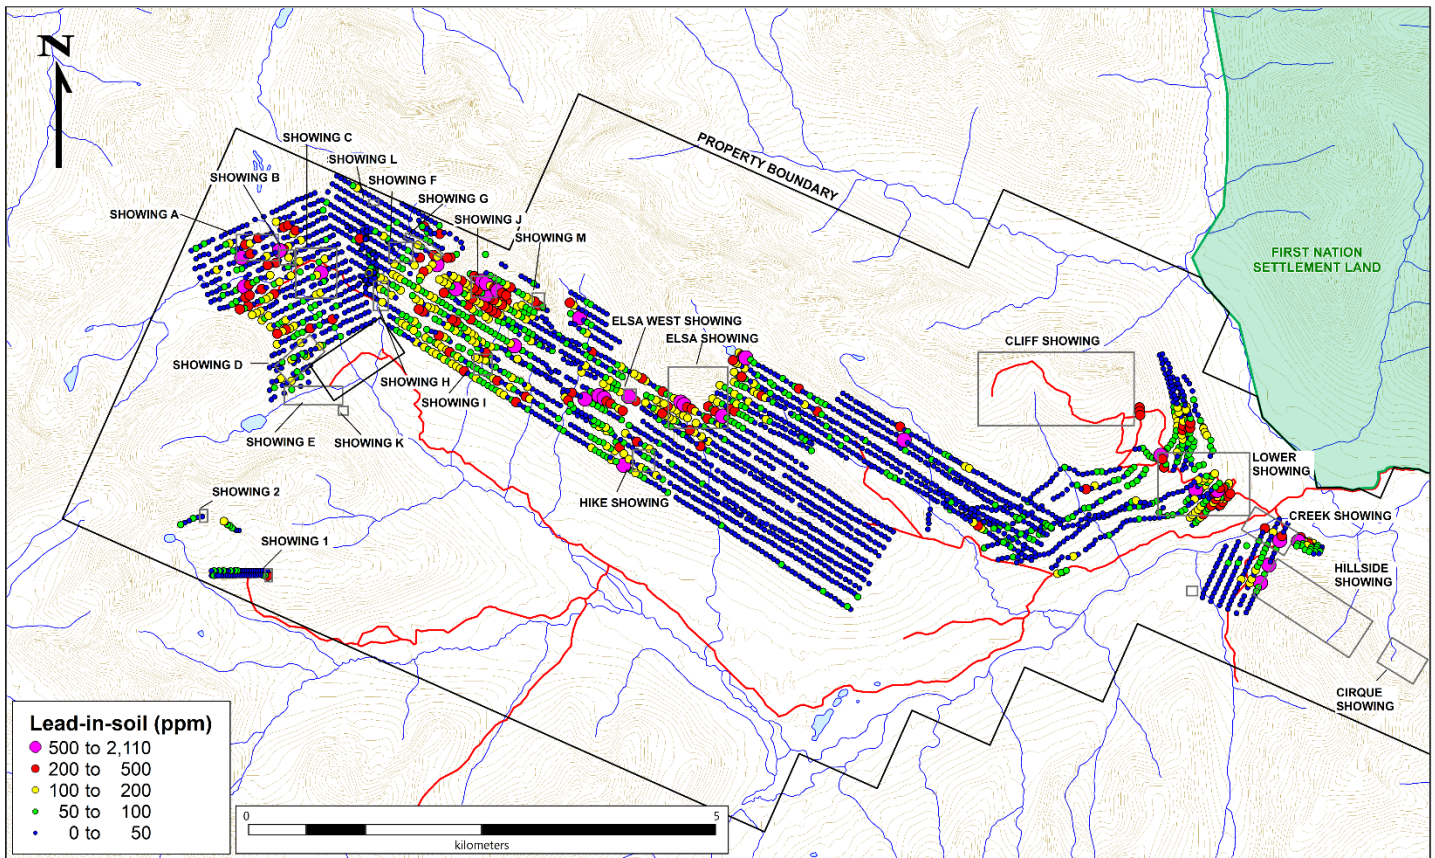 N
PROPERTY BOUNDARY
SHOWING C
SHOWING L
SHOWING B
SHOWING F
SHOWING G
SHOWING A
SHOWING J
SHOWING M
FIRST NATION
SETTLEMENT LAND
ELSA WEST SHOWING
ELSA SHOWING
CLIFF SHOWING
SHOWING D
SHOWING H
SHOWING I
SHOWING E
SHOWING K
LOWER
SHOWING
HIKE SHOWING
SHOWING 2
CREEK SHOWING
SHOWING 1
HILLSIDE
SHOWING
CIRQUE
SHOWING
Lead-in-soil (ppm)
500 to 2,110
200 to 500
100 to 200
50 to 100
0 to 50
0 5
kilometers